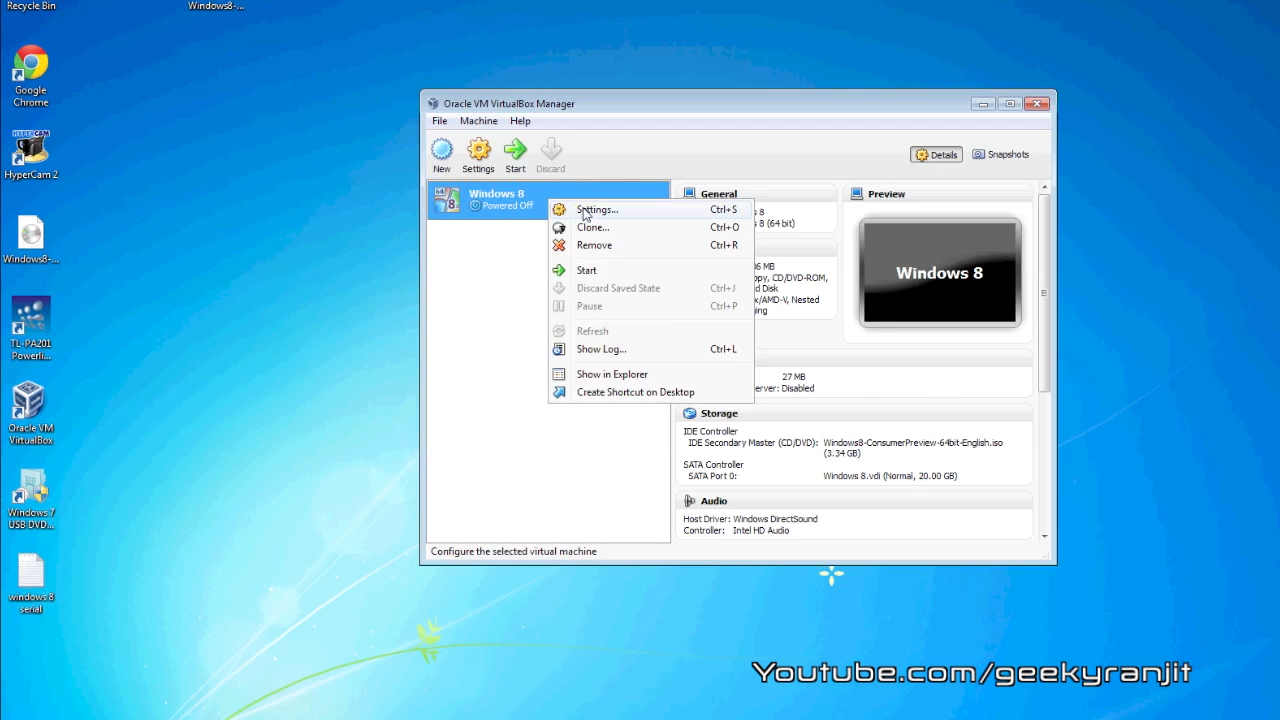 Recycle Bin
Windows8-...
Google
Chrome
HYPERCAM
HyperCam 2
Windows8-...
TL-PA201
Powerli...
Oracle VM
VirtualBox
Windows 7
USB DVD...
windows 8
serial
Oracle VM VirtualBox Manager
File Machine Help
New Settings Start Discard
Details Snapshots
64
8
Windows 8
Powered Off
Settings... Ctrl+S
Clone... Ctrl+O
Remove Ctrl+R
Start
Discard Saved State Ctrl+J
Pause Ctrl+P
Refresh
Show Log... Ctrl+L
Show in Explorer
Create Shortcut on Desktop
General
8
8 (64 bit)
MB
py, CD/DVD-ROM,
Disk
x/AMD-V, Nested
ging
27 MB
erver: Disabled
Preview
Windows 8
Storage
IDE Controller
IDE Secondary Master (CD/DVD): Windows8-ConsumerPreview-64bit-English.iso
(3.34 GB)
SATA Controller
SATA Port 0: Windows 8.vdi (Normal, 20.00 GB)
Audio
Host Driver: Windows DirectSound
Controller: Intel HD Audio
Configure the selected virtual machine
Youtube.com/geekyranjit